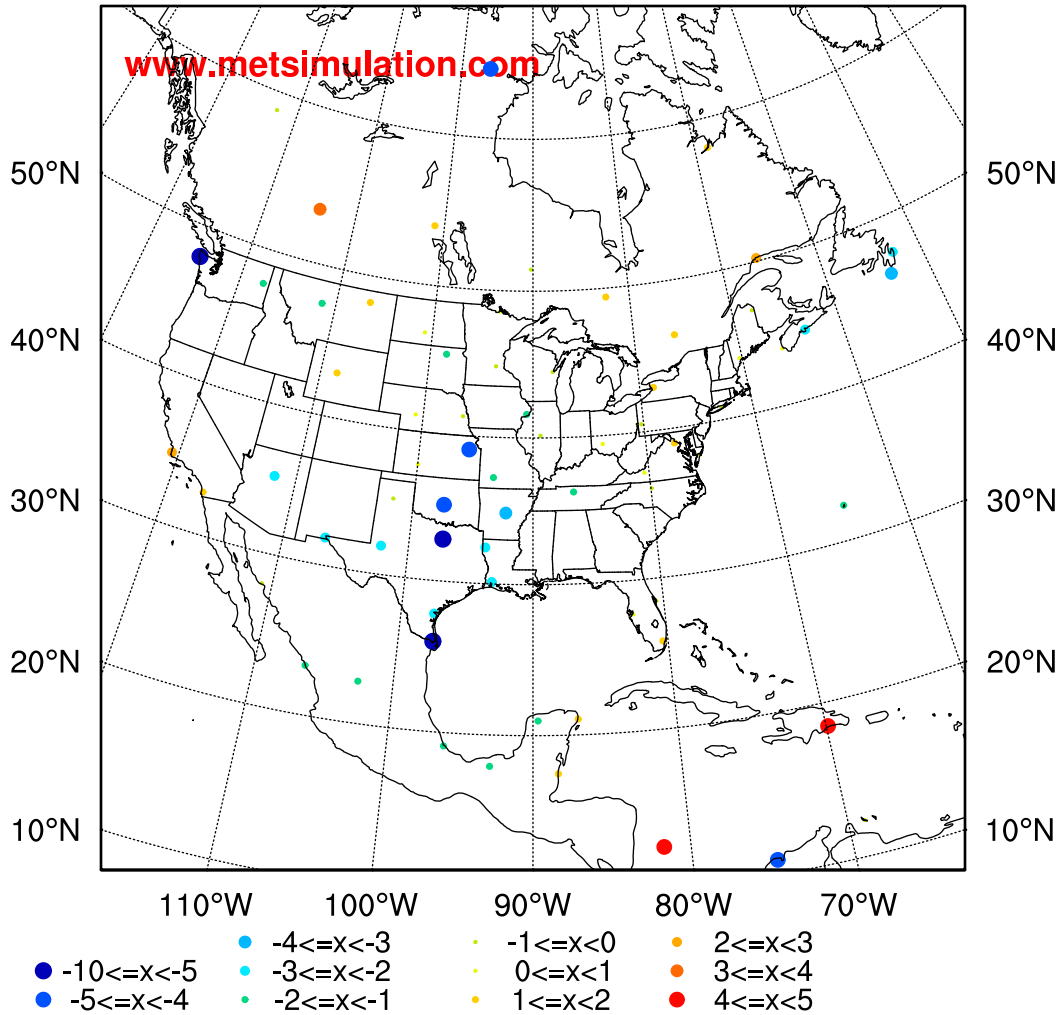 www.metsimulation.com
50°N 50°N
40°N 40°N
30°N 30°N
20°N 20°N
10°N 10°N
110°W 100°W 90°W 80°W 70°W
-4<=x<-3 -1<=x<0 2<=x<3
-10<=x<-5 -3<=x<-2 0<=x<1 3<=x<4
-5<=x<-4 -2<=x<-1 1<=x<2 4<=x<5